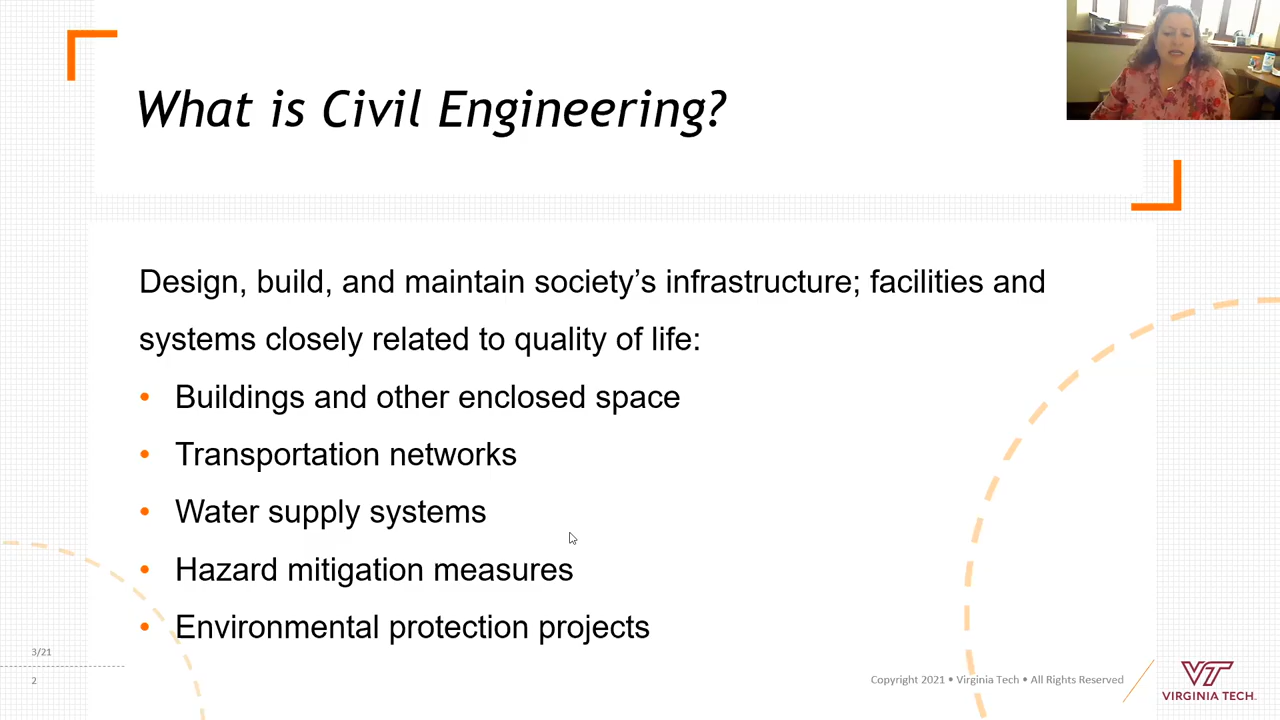 What is Civil Engineering?
Design, build, and maintain society’s infrastructure; facilities and
systems closely related to quality of life:
• Buildings and other enclosed space
• Transportation networks
• Water supply systems
• Hazard mitigation measures
• Environmental protection projects
3/21
2
Copyright 2021 • Virginia Tech • All Rights Reserved
VT
VIRGINIA TECH